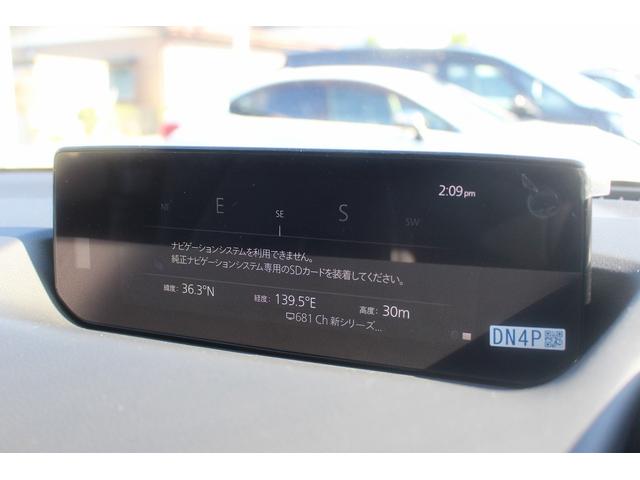 2:09pm
NE E SE S SW
ナビゲーションシステムを利用できません。
純正ナビゲーションシステム専用のSDカードを装着してください。
緯度: 36.3°N 経度: 139.5°E 高度: 30m
681 Ch 新シリーズ...
DN4P